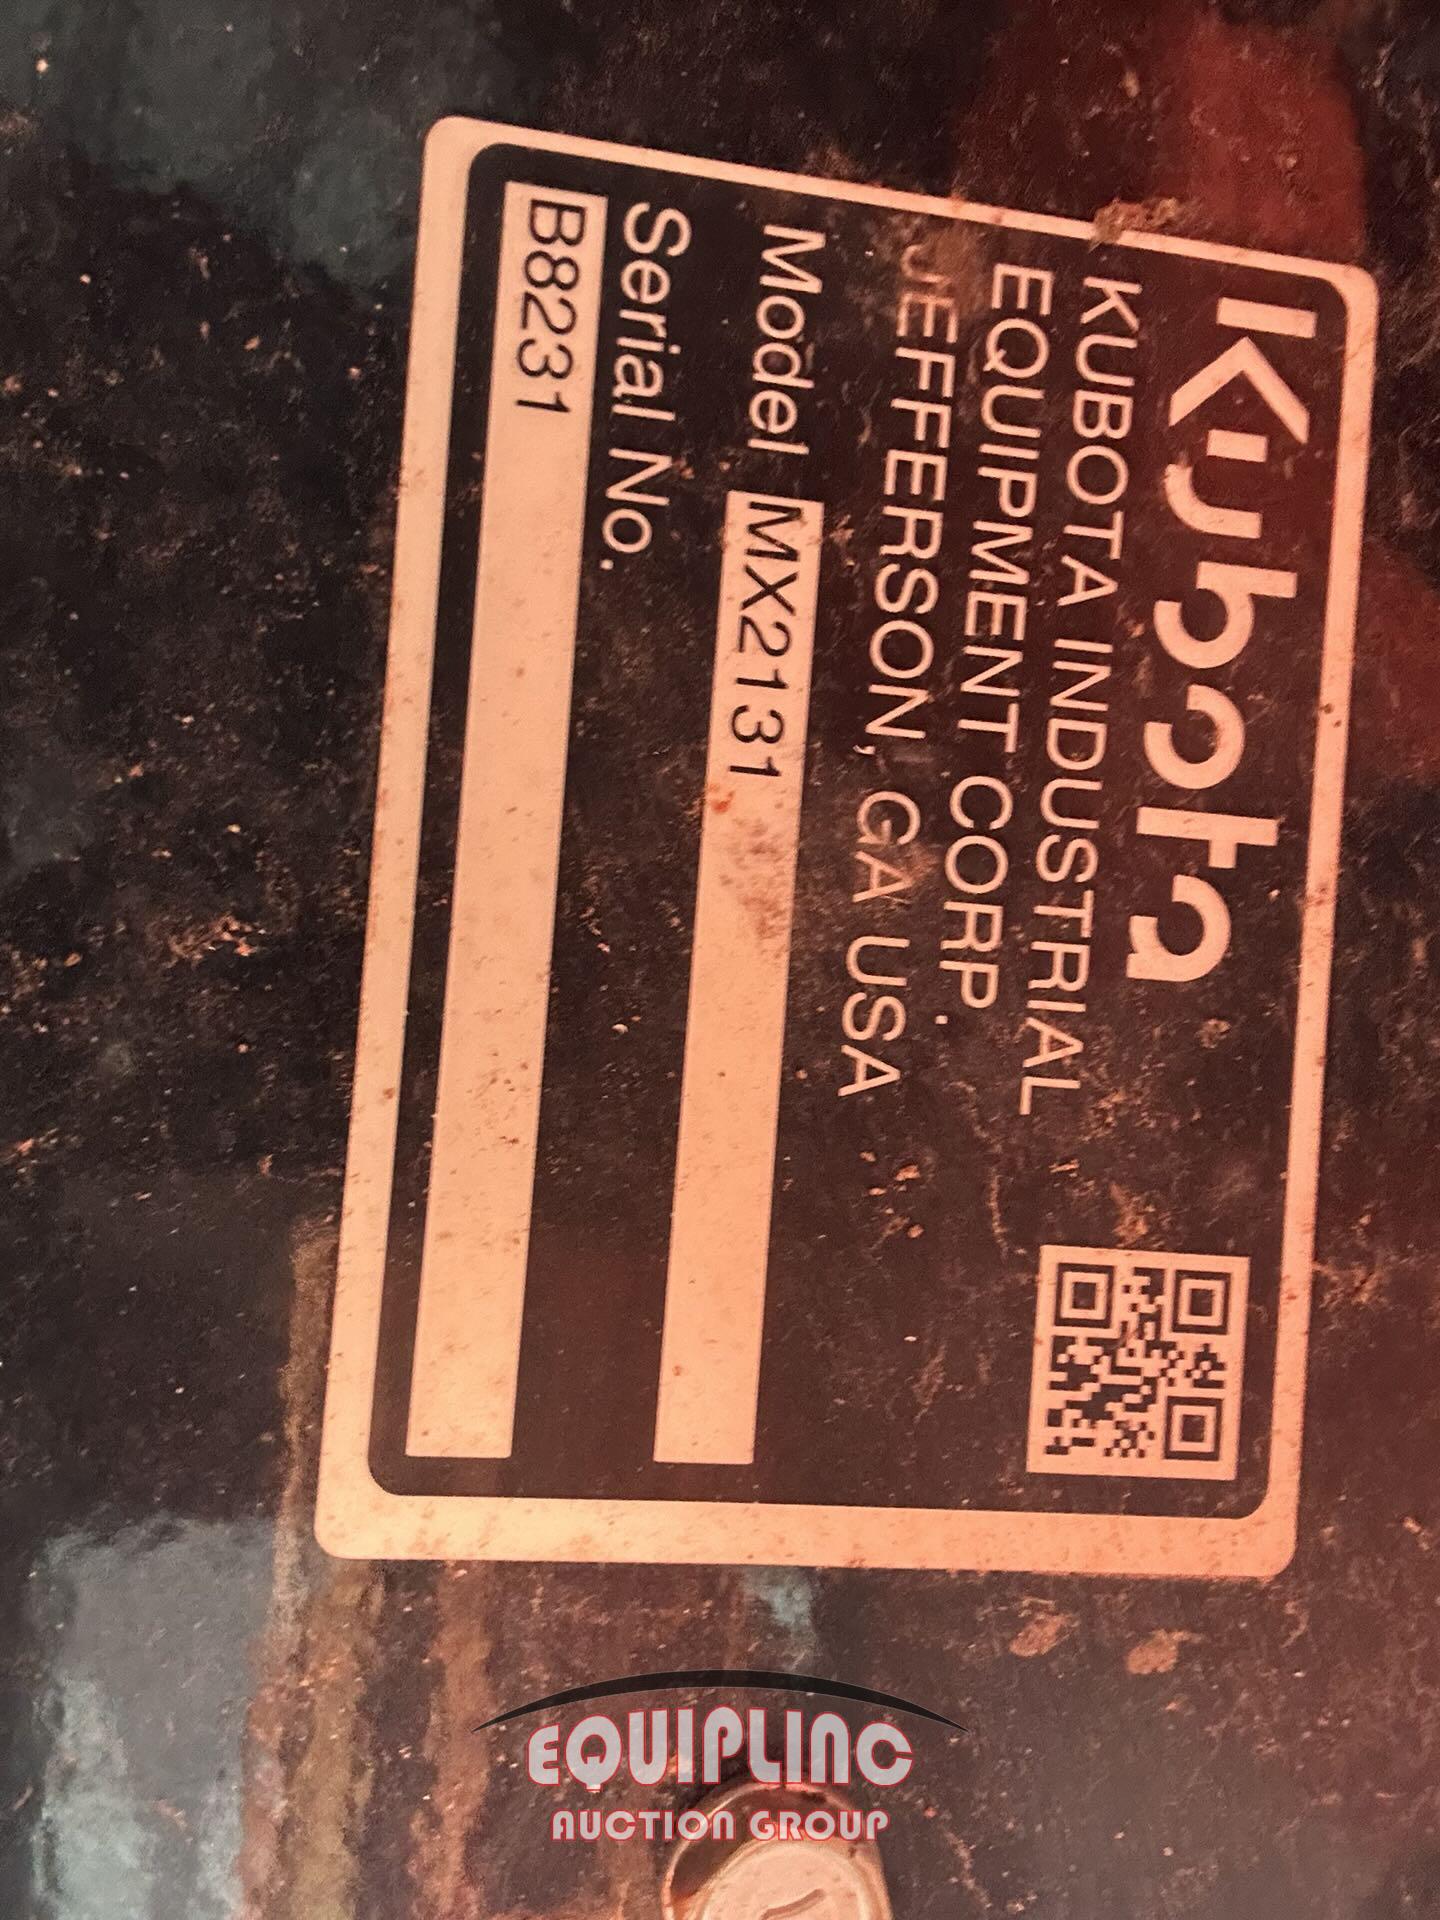 Kubota
KUBOTA INDUSTRIAL
EQUIPMENT CORP.
JEFFERSON, GA USA
Model MX2131
Serial No.
B8231
EQUIPLINC
AUCTION GROUP